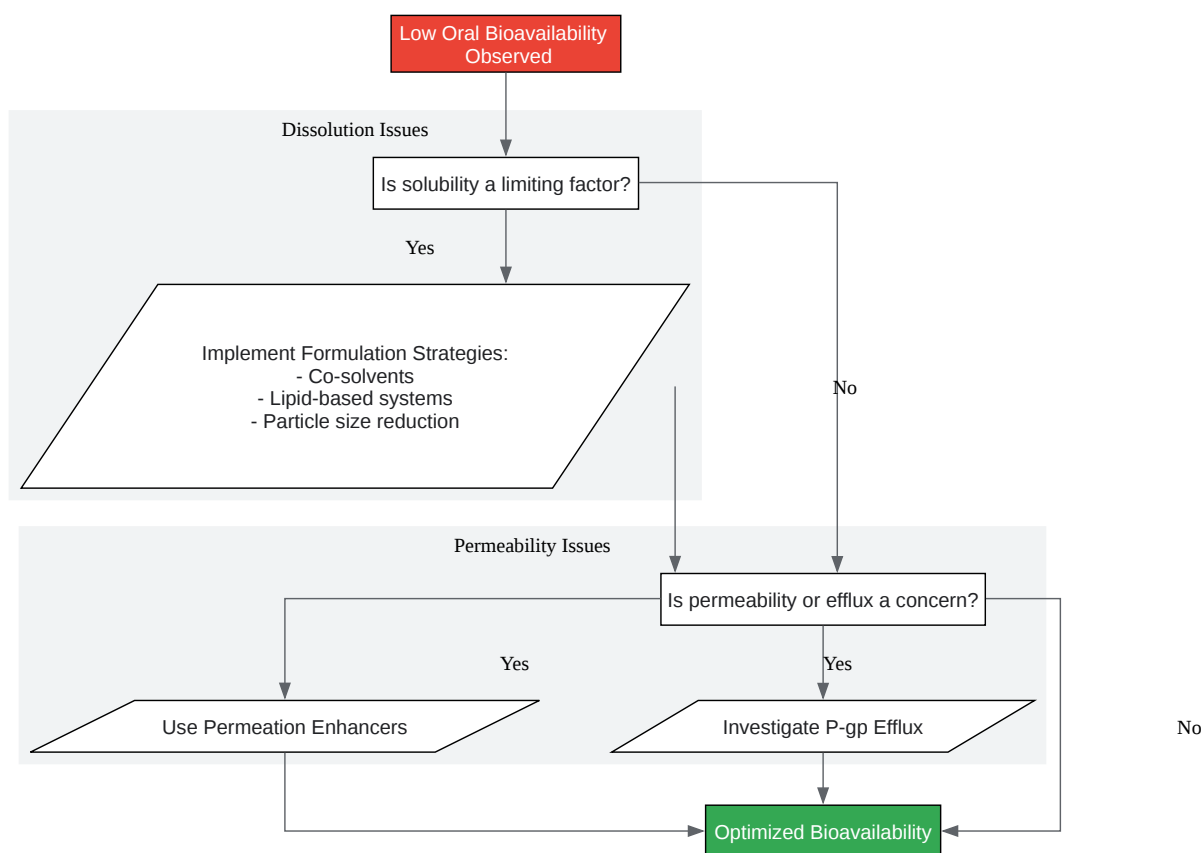 Low Oral Bioavailability
Observed
Dissolution Issues
Is solubility a limiting factor?
Yes
Implement Formulation Strategies:
- Co-solvents
- Lipid-based systems
- Particle size reduction
No
Permeability Issues
Is permeability or efflux a concern?
Yes
Yes
Use Permeation Enhancers
Investigate P-gp Efflux
No
Optimized Bioavailability